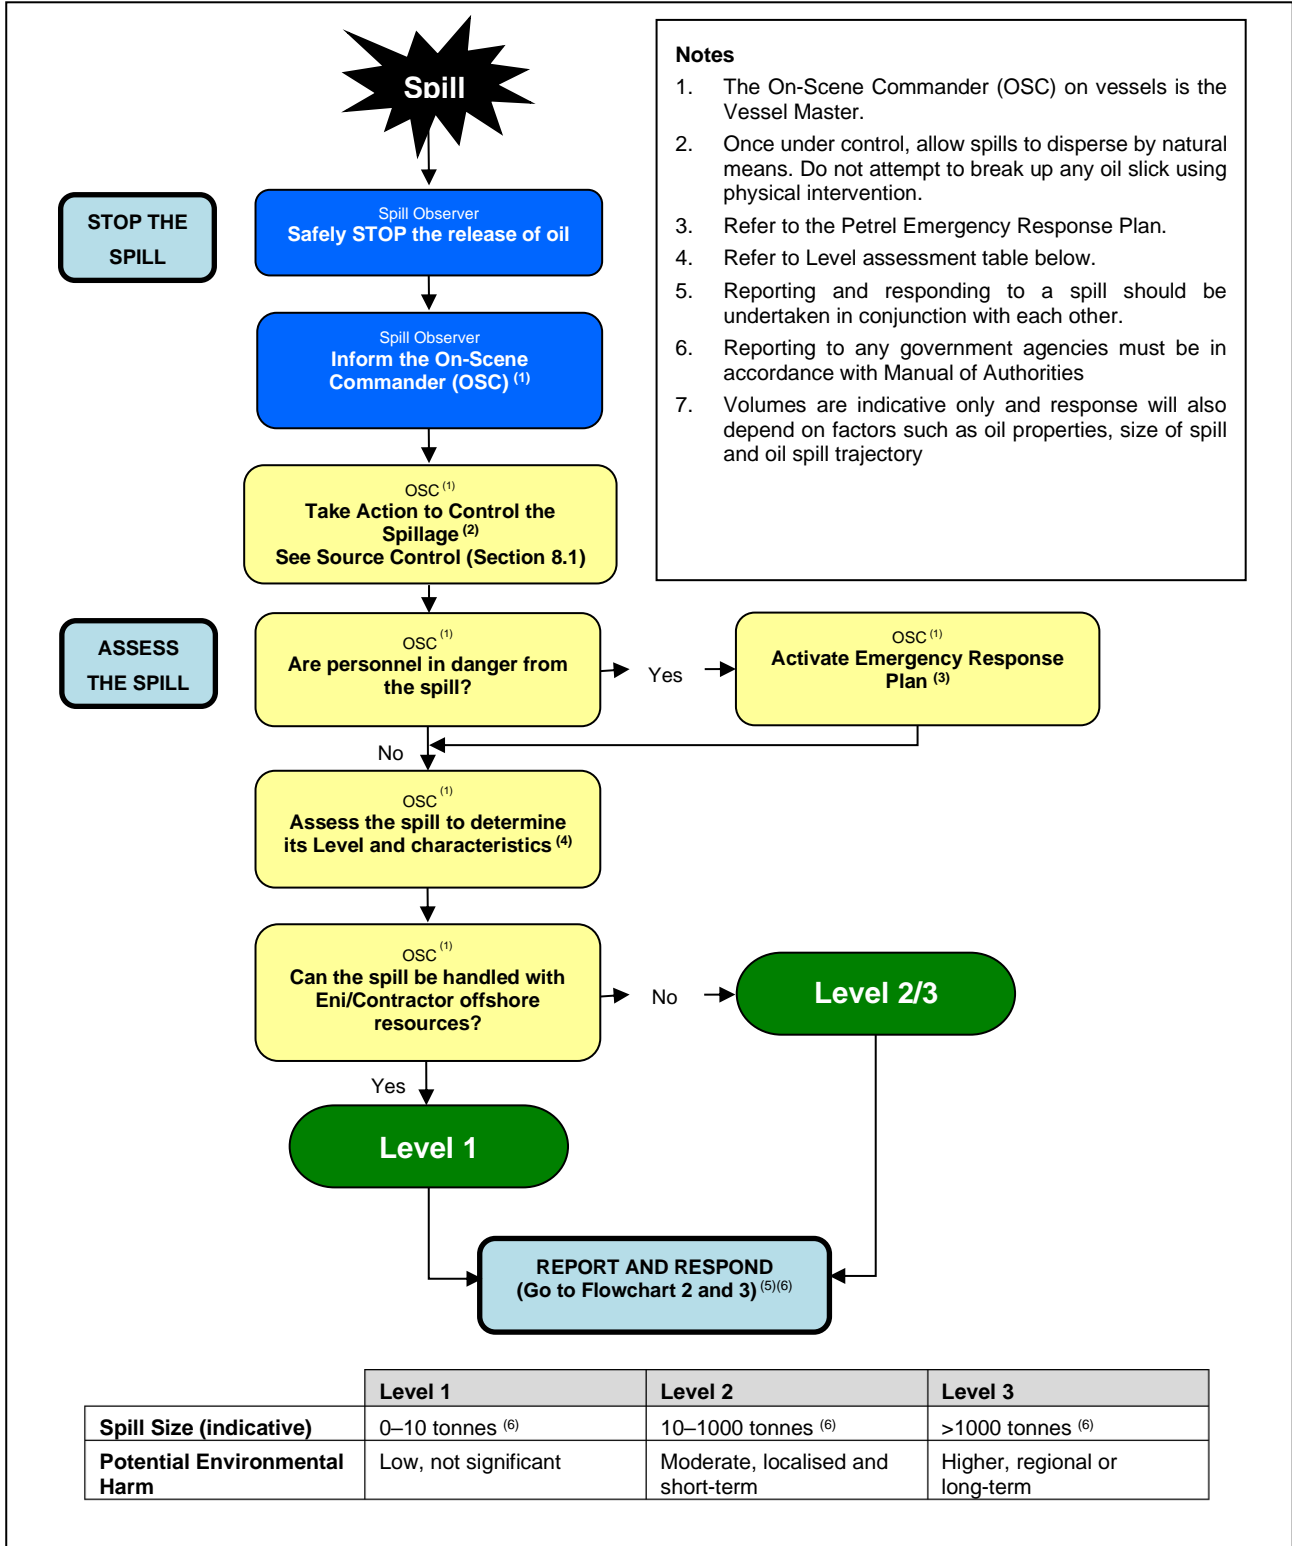 Spill
Notes
1. The On-Scene Commander (OSC) on vessels is the
Vessel Master.
2. Once under control, allow spills to disperse by natural
means. Do not attempt to break up any oil slick using
physical intervention.
3. Refer to the Petrel Emergency Response Plan.
4. Refer to Level assessment table below.
5. Reporting and responding to a spill should be
undertaken in conjunction with each other.
6. Reporting to any government agencies must be in
accordance with Manual of Authorities
7. Volumes are indicative only and response will also
depend on factors such as oil properties, size of spill
and oil spill trajectory
STOP THE
SPILL
Spill Observer
Safely STOP the release of oil
Spill Observer
Inform the On-Scene
Commander (OSC) (1)
OSC (1)
Take Action to Control the
Spillage (2)
See Source Control (Section 8.1)
ASSESS
THE SPILL
OSC (1)
Are personnel in danger from
the spill?
Yes
OSC (1)
Activate Emergency Response
Plan (3)
No
OSC (1)
Assess the spill to determine
its Level and characteristics (4)
OSC (1)
Can the spill be handled with
Eni/Contractor offshore
resources?
No
Level 2/3
Yes
Level 1
REPORT AND RESPOND
(Go to Flowchart 2 and 3) (5)(6)
Level 1 Level 2 Level 3
Spill Size (indicative) 0–10 tonnes (6) 10–1000 tonnes (6) >1000 tonnes (6)
Potential Environmental Low, not significant Moderate, localised and Higher, regional or
Harm short-term long-term